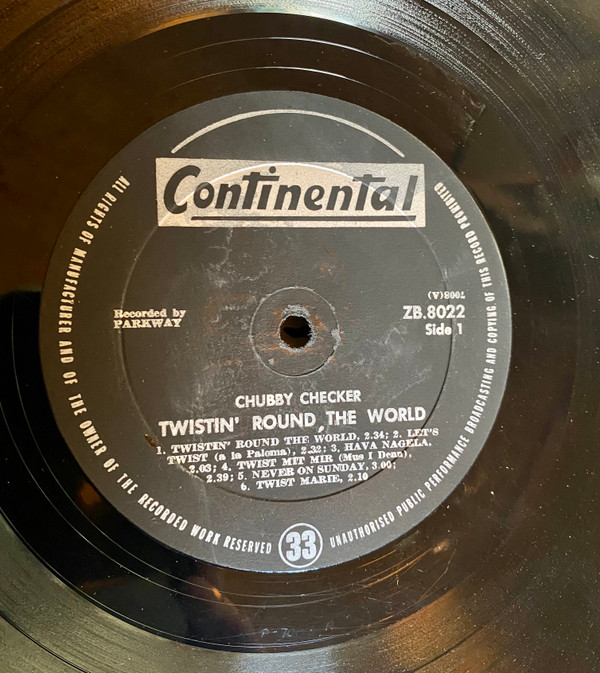 Continental
ALL RIGHTS OF MANUFACTURER AND OF THE OWNER OF THE RECORDED WORK RESERVED
UNAUTHORISED PUBLIC PERFORMANCE BROADCASTING AND COPYING OF THIS RECORD PROHIBITED
7008(A)
Recorded by
PARKWAY
ZB.8022
Side 1
CHUBBY CHECKER
TWISTIN' ROUND THE WORLD
1. TWISTIN' ROUND THE WORLD, 2.34; 2. LET'S
TWIST (a la Paloma), 2.32; 3. HAVA NAGELA,
2.03; 4. TWIST MIT MIR (Mus I Denn),
2.39; 5. NEVER ON SUNDAY, 3.00;
6. TWIST MARIE, 2.10
33